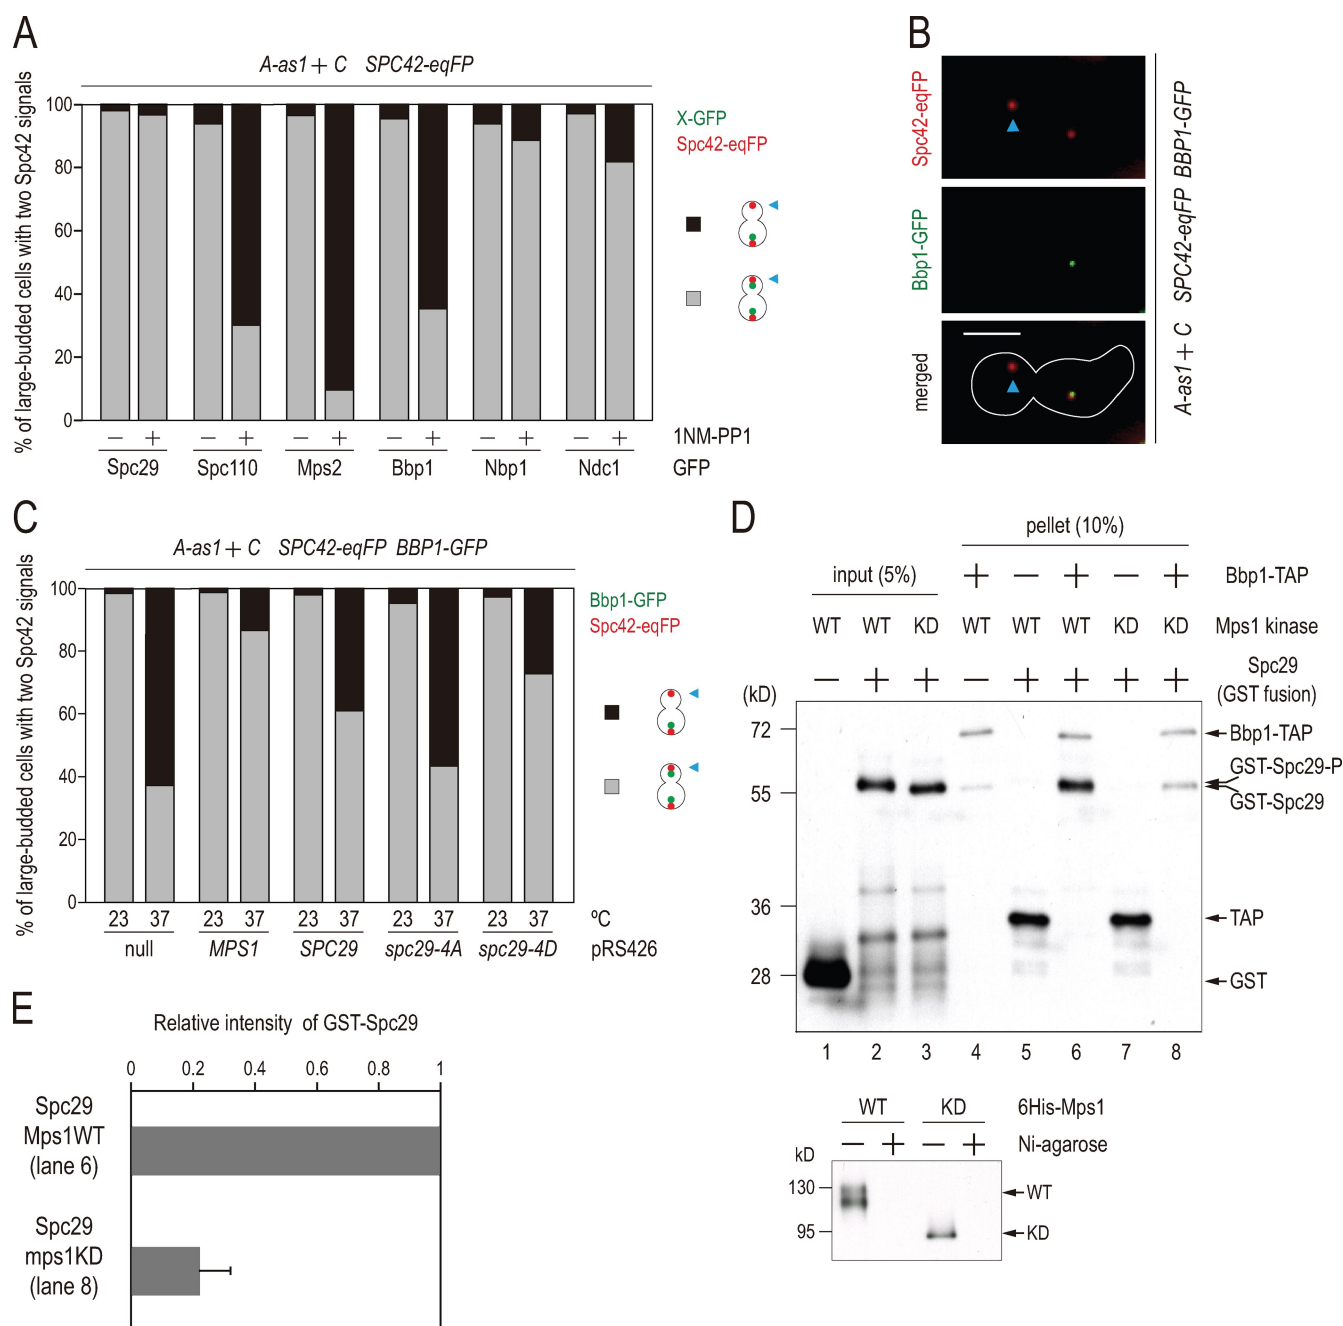 A
A-as1 + C SPC42-eqFP
% of large-budded cells with two Spc42 signals
100
80
60
40
20
0
− + − + − + − + − + − + 1NM-PP1
Spc29 Spc110 Mps2 Bbp1 Nbp1 Ndc1 GFP
X-GFP
Spc42-eqFP
B
Spc42-eqFP
Bbp1-GFP
merged
A-as1 + C SPC42-eqFP BBP1-GFP
C
A-as1 + C SPC42-eqFP BBP1-GFP
% of large-budded cells with two Spc42 signals
100
80
60
40
20
0
23 37 23 37 23 37 23 37 23 37 ºC
null MPS1 SPC29 spc29-4A spc29-4D pRS426
Bbp1-GFP
Spc42-eqFP
D
pellet (10%)
input (5%) + − + − + Bbp1-TAP
WT WT KD WT WT WT KD KD Mps1 kinase
− + + − + + + + Spc29
(GST fusion)
(kD)
72
55
36
28
Bbp1-TAP
GST-Spc29-P
GST-Spc29
TAP
GST
1 2 3 4 5 6 7 8
WT KD 6His-Mps1
− + − + Ni-agarose
kD
130
95
WT
KD
E
Relative intensity of GST-Spc29
0 0.2 0.4 0.6 0.8 1
Spc29
Mps1WT
(lane 6)
Spc29
mps1KD
(lane 8)